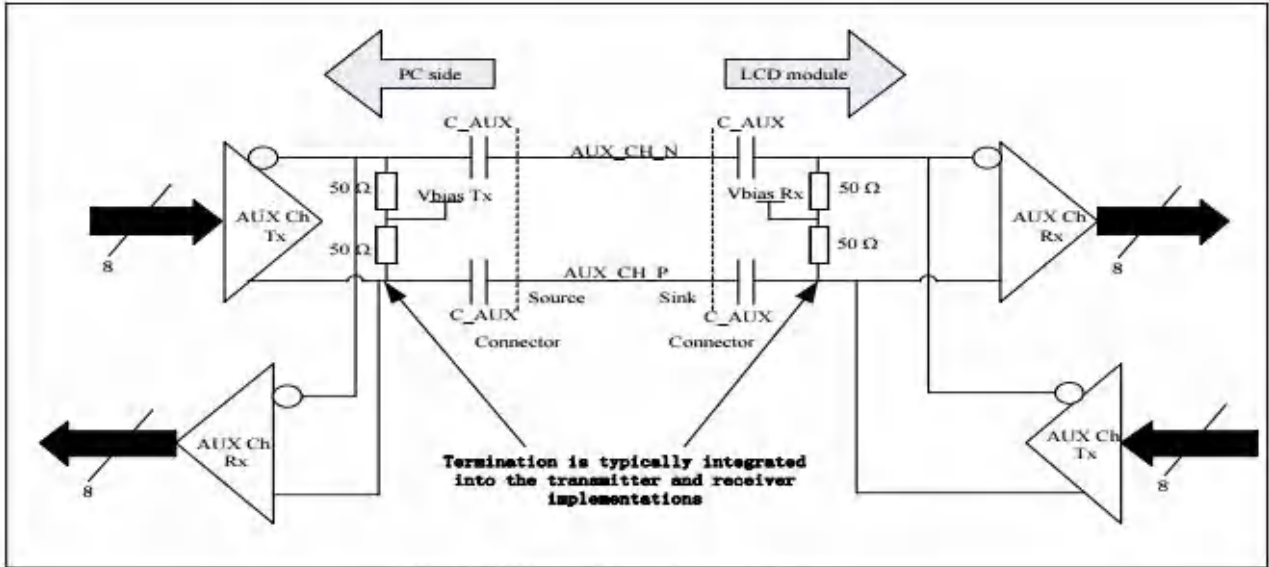 PC side
LCD module
C_AUX
C_AUX
AUX_CH_N
50 Ω
Vbias Tx
Vbias Rx
50 Ω
AUX Ch
Tx
AUX Ch
Rx
8
50 Ω
50 Ω
8
AUX_CH_P
Source
Sink
C_AUX
C_AUX
Connector
Connector
AUX Ch
Rx
AUX Ch
Tx
8
8
Termination is typically integrated
into the transmitter and receiver
implementations